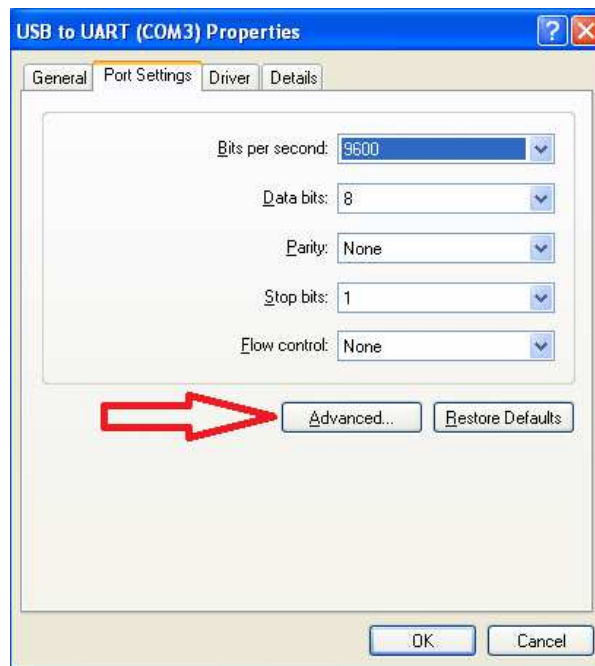 USB to UART (COM3) Properties
General Port Settings Driver Details
Bits per second: 9600
Data bits: 8
Parity: None
Stop bits: 1
Flow control: None
Advanced... Restore Defaults
OK Cancel